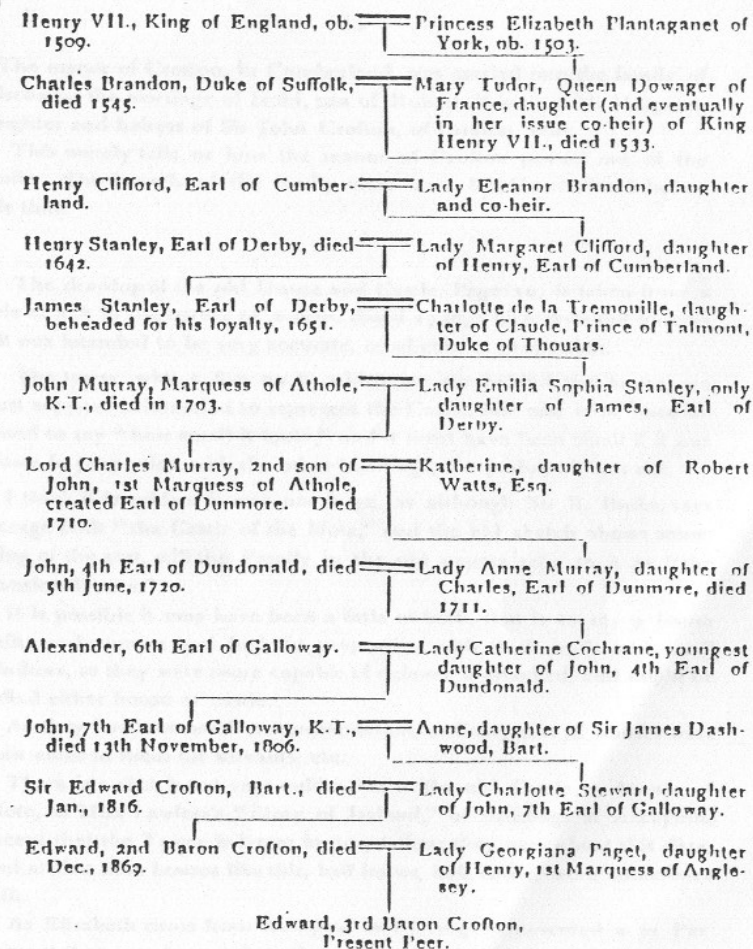 Henry VII., King of England, ob.
1509.
Princess Elizabeth Plantaganet of
York, ob. 1503.
Charles Brandon, Duke of Suffolk,
died 1545.
Mary Tudor, Queen Dowager of
France, daughter (and eventually
in her issue co-heir) of King
Henry VII., died 1533.
Henry Clifford, Earl of Cumber-
land.
Lady Eleanor Brandon, daughter
and co-heir.
Henry Stanley, Earl of Derby, died
1642.
Lady Margaret Clifford, daughter
of Henry, Earl of Cumberland.
James Stanley, Earl of Derby,
beheaded for his loyalty, 1651.
Charlotte de la Tremouille, daugh-
ter of Claude, Prince of Talmont,
Duke of Thouars.
John Murray, Marquess of Athole,
K.T., died in 1703.
Lady Emilia Sophia Stanley, only
daughter of James, Earl of
Derby.
Lord Charles Murray, 2nd son of
John, 1st Marquess of Athole,
created Earl of Dunmore. Died
1710.
Katherine, daughter of Robert
Watts, Esq.
John, 4th Earl of Dundonald, died
5th June, 1720.
Lady Anne Murray, daughter of
Charles, Earl of Dunmore, died
1711.
Alexander, 6th Earl of Galloway.
Lady Catherine Cochrane, youngest
daughter of John, 4th Earl of
Dundonald.
John, 7th Earl of Galloway, K.T.,
died 13th November, 1806.
Anne, daughter of Sir James Dash-
wood, Bart.
Sir Edward Crofton, Bart., died
Jan., 1816.
Lady Charlotte Stewart, daughter
of John, 7th Earl of Galloway.
Edward, 2nd Baron Crofton, died
Dec., 1869.
Lady Georgiana Paget, daughter
of Henry, 1st Marquess of Angle-
sey.
Edward, 3rd Baron Crofton.
Present Peer.